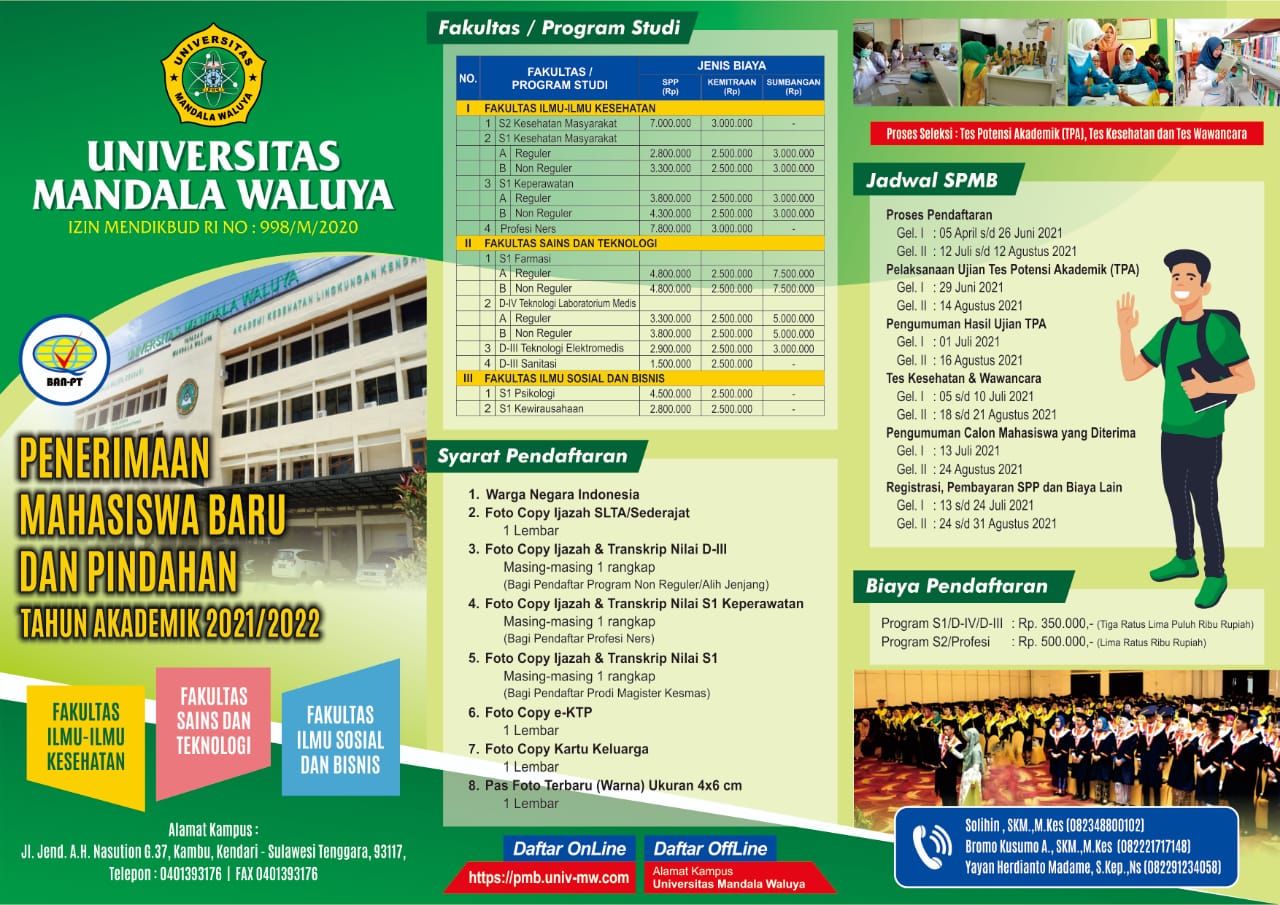 UNIVERSITAS
MANDALA WALUYA
UNIVERSITAS
MANDALA WALUYA
IZIN MENDIKBUD RI NO : 998/M/2020
UNIVERSITAS MANDALA WALUYA
AKADEMI KESEHATAN LINGKUNGAN KENDARI
BAN-PT
PENERIMAAN
MAHASISWA BARU
DAN PINDAHAN
TAHUN AKADEMIK 2021/2022
FAKULTAS
ILMU-ILMU
KESEHATAN
FAKULTAS
SAINS DAN
TEKNOLOGI
FAKULTAS
ILMU SOSIAL
DAN BISNIS
Alamat Kampus :
Jl. Jend. A.H. Nasution G.37, Kambu, Kendari - Sulawesi Tenggara, 93117,
Telepon : 0401393176 | FAX 0401393176
Fakultas / Program Studi
NO. FAKULTAS / PROGRAM STUDI JENIS BIAYA
SPP (Rp) KEMITRAAN (Rp) SUMBANGAN (Rp)
I FAKULTAS ILMU-ILMU KESEHATAN
1 S2 Kesehatan Masyarakat 7.000.000 3.000.000 -
2 S1 Kesehatan Masyarakat
A Reguler 2.800.000 2.500.000 3.000.000
B Non Reguler 3.300.000 2.500.000 3.000.000
3 S1 Keperawatan
A Reguler 3.800.000 2.500.000 3.000.000
B Non Reguler 4.300.000 2.500.000 3.000.000
4 Profesi Ners 7.800.000 3.000.000 -
II FAKULTAS SAINS DAN TEKNOLOGI
1 S1 Farmasi
A Reguler 4.800.000 2.500.000 7.500.000
B Non Reguler 4.800.000 2.500.000 7.500.000
2 D-IV Teknologi Laboratorium Medis
A Reguler 3.300.000 2.500.000 5.000.000
B Non Reguler 3.800.000 2.500.000 5.000.000
3 D-III Teknologi Elektromedis 2.900.000 2.500.000 3.000.000
4 D-III Sanitasi 1.500.000 2.500.000 -
III FAKULTAS ILMU SOSIAL DAN BISNIS
1 S1 Psikologi 4.500.000 2.500.000 -
2 S1 Kewirausahaan 2.800.000 2.500.000 -
Syarat Pendaftaran
1. Warga Negara Indonesia
2. Foto Copy Ijazah SLTA/Sederajat
1 Lembar
3. Foto Copy Ijazah & Transkrip Nilai D-III
Masing-masing 1 rangkap
(Bagi Pendaftar Program Non Reguler/Alih Jenjang)
4. Foto Copy Ijazah & Transkrip Nilai S1 Keperawatan
Masing-masing 1 rangkap
(Bagi Pendaftar Profesi Ners)
5. Foto Copy Ijazah & Transkrip Nilai S1
Masing-masing 1 rangkap
(Bagi Pendaftar Prodi Magister Kesmas)
6. Foto Copy e-KTP
1 Lembar
7. Foto Copy Kartu Keluarga
1 Lembar
8. Pas Foto Terbaru (Warna) Ukuran 4x6 cm
1 Lembar
Daftar OnLine
https://pmb.univ-mw.com
Daftar OffLine
Alamat Kampus
Universitas Mandala Waluya
Proses Seleksi : Tes Potensi Akademik (TPA), Tes Kesehatan dan Tes Wawancara
Jadwal SPMB
Proses Pendaftaran
Gel. I : 05 April s/d 26 Juni 2021
Gel. II : 12 Juli s/d 12 Agustus 2021
Pelaksanaan Ujian Tes Potensi Akademik (TPA)
Gel. I : 29 Juni 2021
Gel. II : 14 Agustus 2021
Pengumuman Hasil Ujian TPA
Gel. I : 01 Juli 2021
Gel. II : 16 Agustus 2021
Tes Kesehatan & Wawancara
Gel. I : 05 s/d 10 Juli 2021
Gel. II : 18 s/d 21 Agustus 2021
Pengumuman Calon Mahasiswa yang Diterima
Gel. I : 13 Juli 2021
Gel. II : 24 Agustus 2021
Registrasi, Pembayaran SPP dan Biaya Lain
Gel. I : 13 s/d 24 Juli 2021
Gel. II : 24 s/d 31 Agustus 2021
Biaya Pendaftaran
Program S1/D-IV/D-III : Rp. 350.000,- (Tiga Ratus Lima Puluh Ribu Rupiah)
Program S2/Profesi : Rp. 500.000,- (Lima Ratus Ribu Rupiah)
Solihin , SKM.,M.Kes (082348800102)
Bromo Kusumo A., SKM.,M.Kes (082221717148)
Yayan Herdianto Madame, S.Kep.,Ns (082291234058)